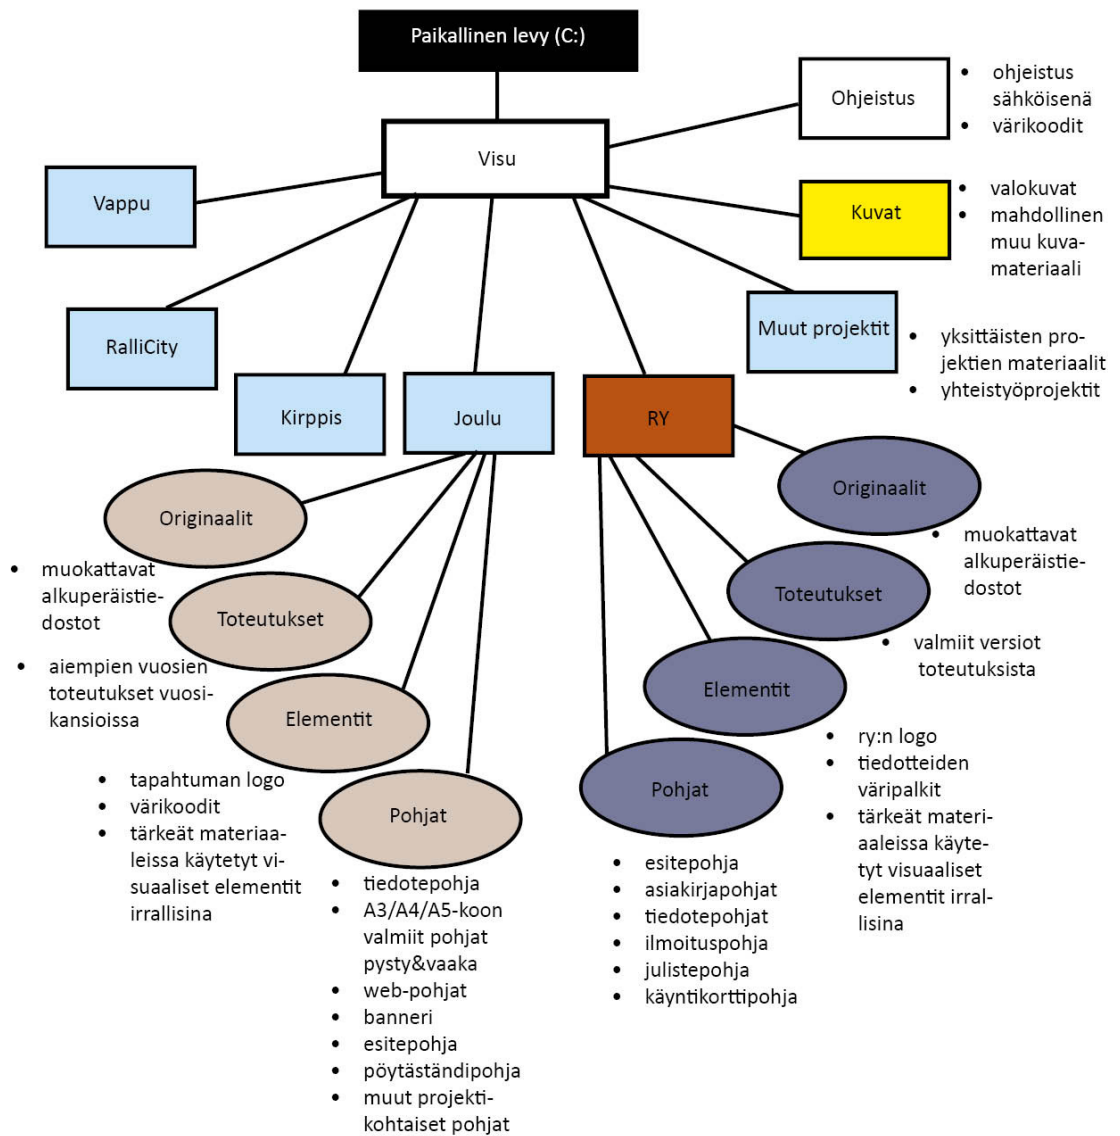 Paikallinen levy (C:)
Visu
Ohjeistus
• ohjeistus
sähköisenä
• värikoodit
Vappu
Kuvat
• valokuvat
• mahdollinen
muu kuva-
materiaali
RalliCity
Muut projektit
• yksittäisten pro-
jektien materiaalit
• yhteistyöprojektit
Kirppis
Joulu
RY
Originaalit
• muokattavat
alkuperäistie-
dostot
Toteutukset
• aiempien vuosien
toteutukset vuosi-
kansioissa
Elementit
• tapahtuman logo
• värikoodit
• tärkeät materiaa-
leissa käytetyt vi-
suaaliset elementit
irrallisina
Pohjat
• tiedotepohja
• A3/A4/A5-koon
valmiit pohjat
pysty&vaaka
• web-pohjat
• banneri
• esitepohja
• pöytäständipohja
• muut projekti-
kohtaiset pohjat
Originaalit
• muokattavat
alkuperäistie-
dostot
Toteutukset
• valmiit versiot
toteutuksista
Elementit
• ry:n logo
• tiedotteiden
väripalkit
• tärkeät materi-
aaleissa käyte-
tyt visuaaliset
elementit irral-
lisina
Pohjat
• esitepohja
• asiakirjapohjat
• tiedotepohjat
• ilmoituspohja
• julistepohja
• käyntikorttipohja